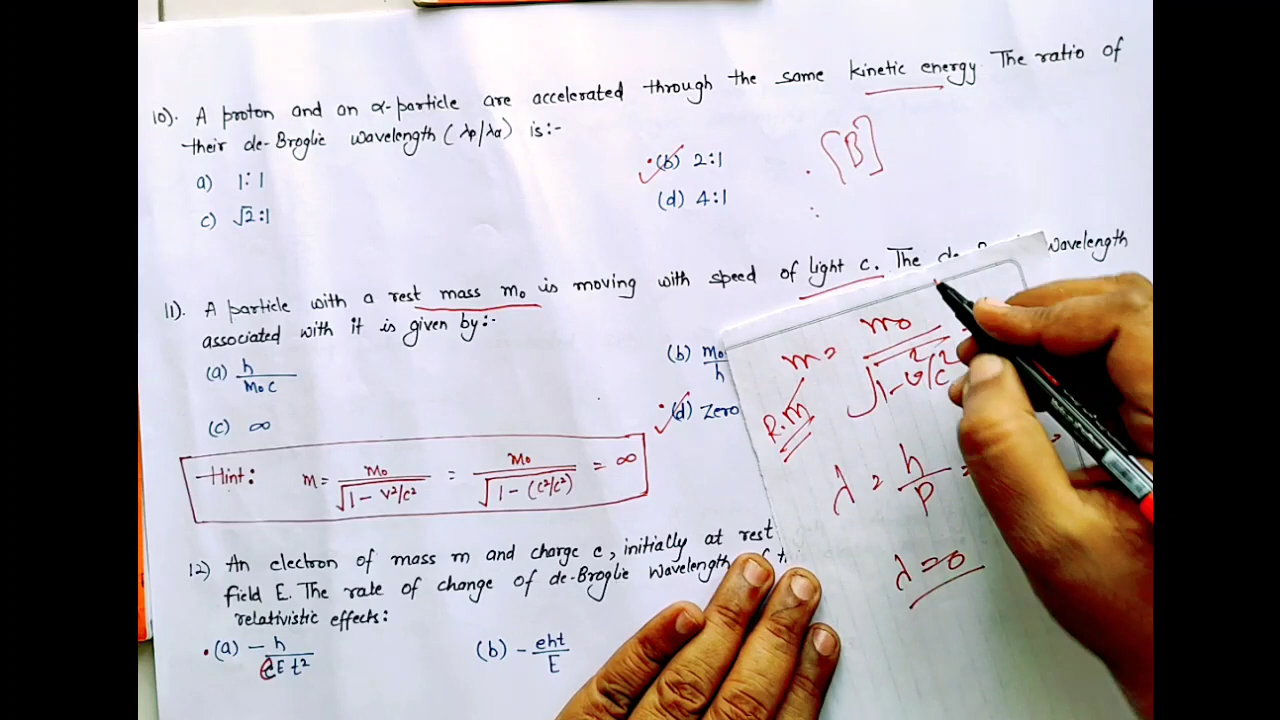 10). A proton and an α-particle are accelerated through the same kinetic energy. The ratio of
their de-Broglie wavelength (λp/λα) is:-
a) 1:1
(b) 2:1
[B]
c) √2:1
(d) 4:1
11). A particle with a rest mass m₀ is moving with speed of light c. The de- wavelength
associated with it is given by:-
(a) h/m₀c
(b) m₀/h
(c) ∞
(d) Zero
Hint: m = m₀/√(1 - v²/c²) = m₀/√(1 - (c²/c²)) = ∞
m = m₀/√(1 - v²/c²)
R.m
λ = h/p =
λ = 0
12) An electron of mass m and charge e, initially at rest
field E. The rate of change of de-Broglie wavelength of
relativistic effects:
(a) - h/eEt²
(b) - eht/E